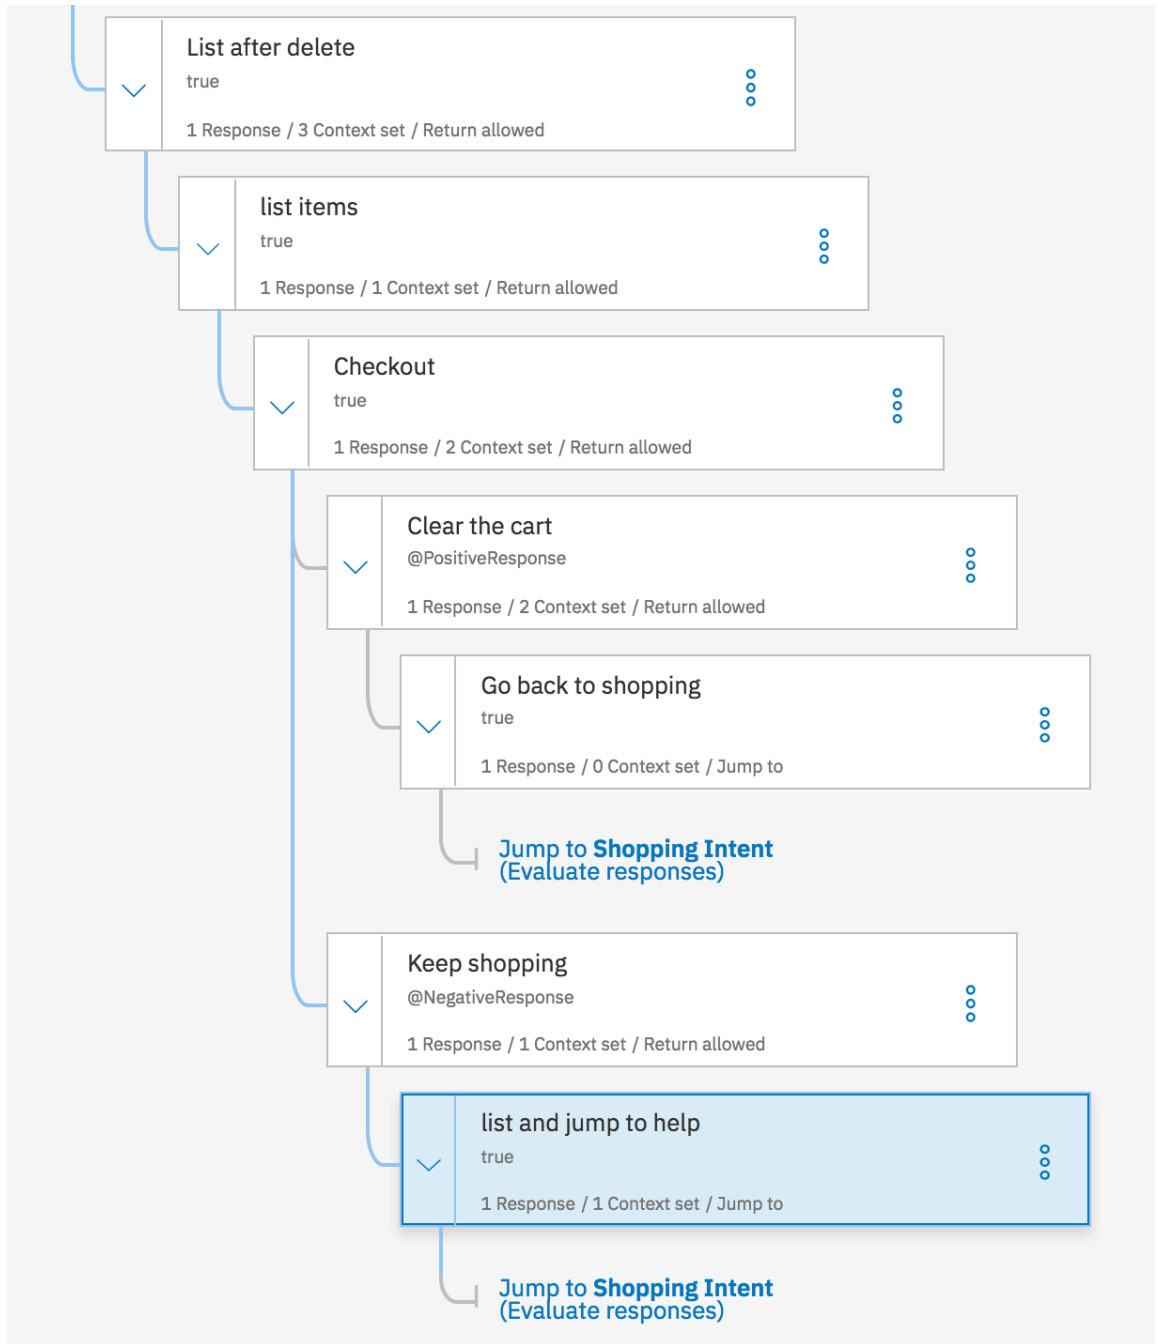 List after delete
true
1 Response / 3 Context set / Return allowed
list items
true
1 Response / 1 Context set / Return allowed
Checkout
true
1 Response / 2 Context set / Return allowed
Clear the cart
@PositiveResponse
1 Response / 2 Context set / Return allowed
Go back to shopping
true
1 Response / 0 Context set / Jump to
Jump to Shopping Intent
(Evaluate responses)
Keep shopping
@NegativeResponse
1 Response / 1 Context set / Return allowed
list and jump to help
true
1 Response / 1 Context set / Jump to
Jump to Shopping Intent
(Evaluate responses)